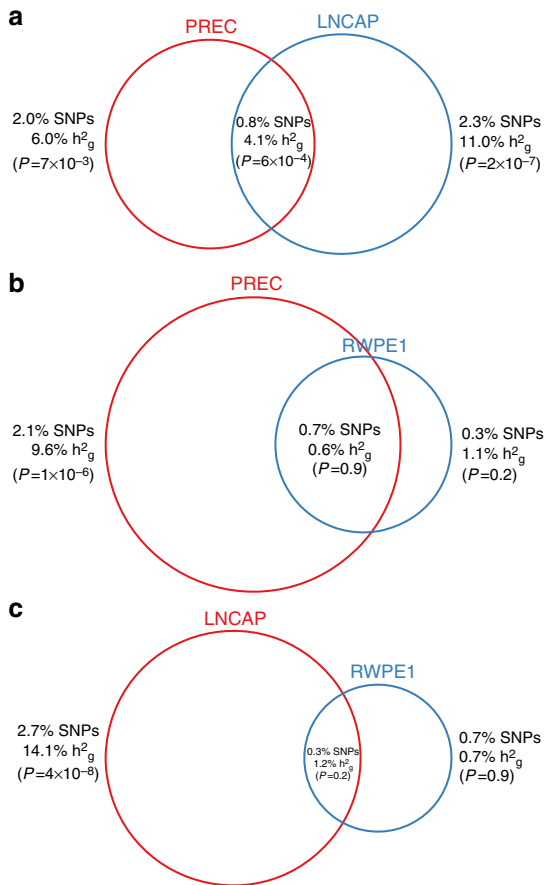 a
PREC
LNCAP
2.0% SNPs
6.0% h²g
(P=7×10⁻³)
0.8% SNPs
4.1% h²g
(P=6×10⁻⁴)
2.3% SNPs
11.0% h²g
(P=2×10⁻⁷)
b
PREC
RWPE1
2.1% SNPs
9.6% h²g
(P=1×10⁻⁶)
0.7% SNPs
0.6% h²g
(P=0.9)
0.3% SNPs
1.1% h²g
(P=0.2)
c
LNCAP
RWPE1
2.7% SNPs
14.1% h²g
(P=4×10⁻⁸)
0.3% SNPs
1.2% h²g
(P=0.2)
0.7% SNPs
0.7% h²g
(P=0.9)